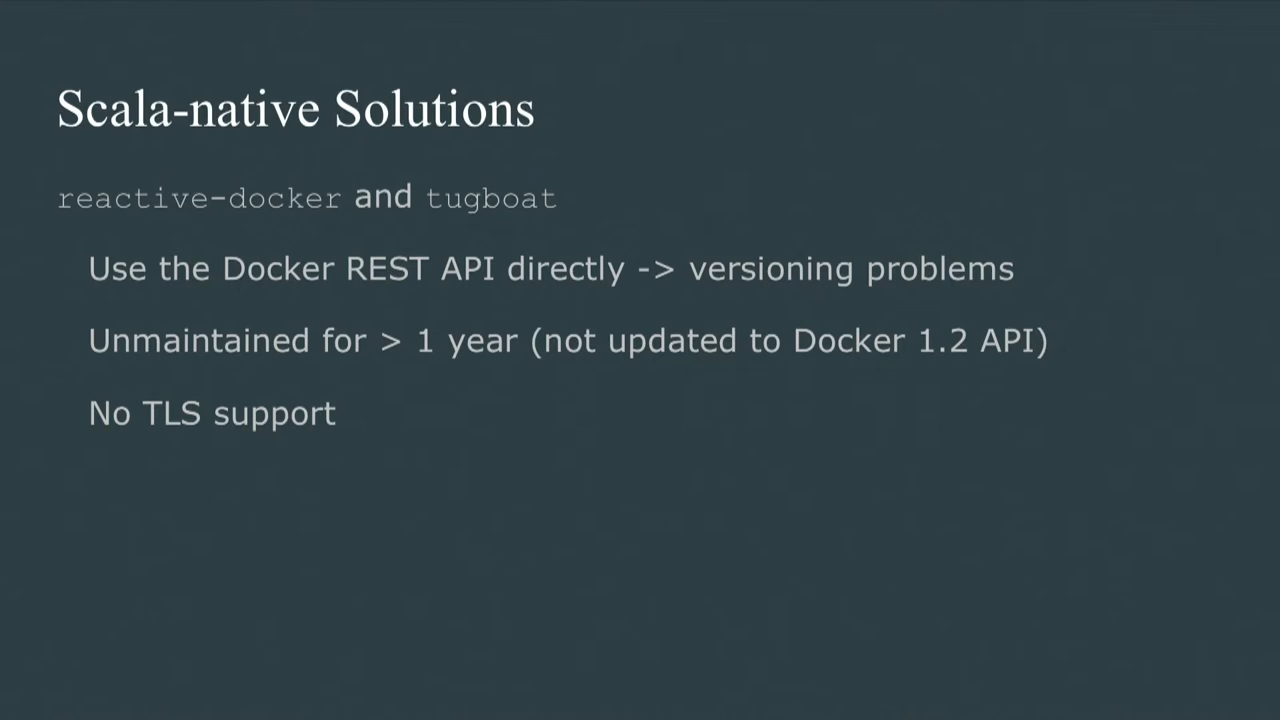 Scala-native Solutions
reactive-docker and tugboat
Use the Docker REST API directly -> versioning problems
Unmaintained for > 1 year (not updated to Docker 1.2 API)
No TLS support